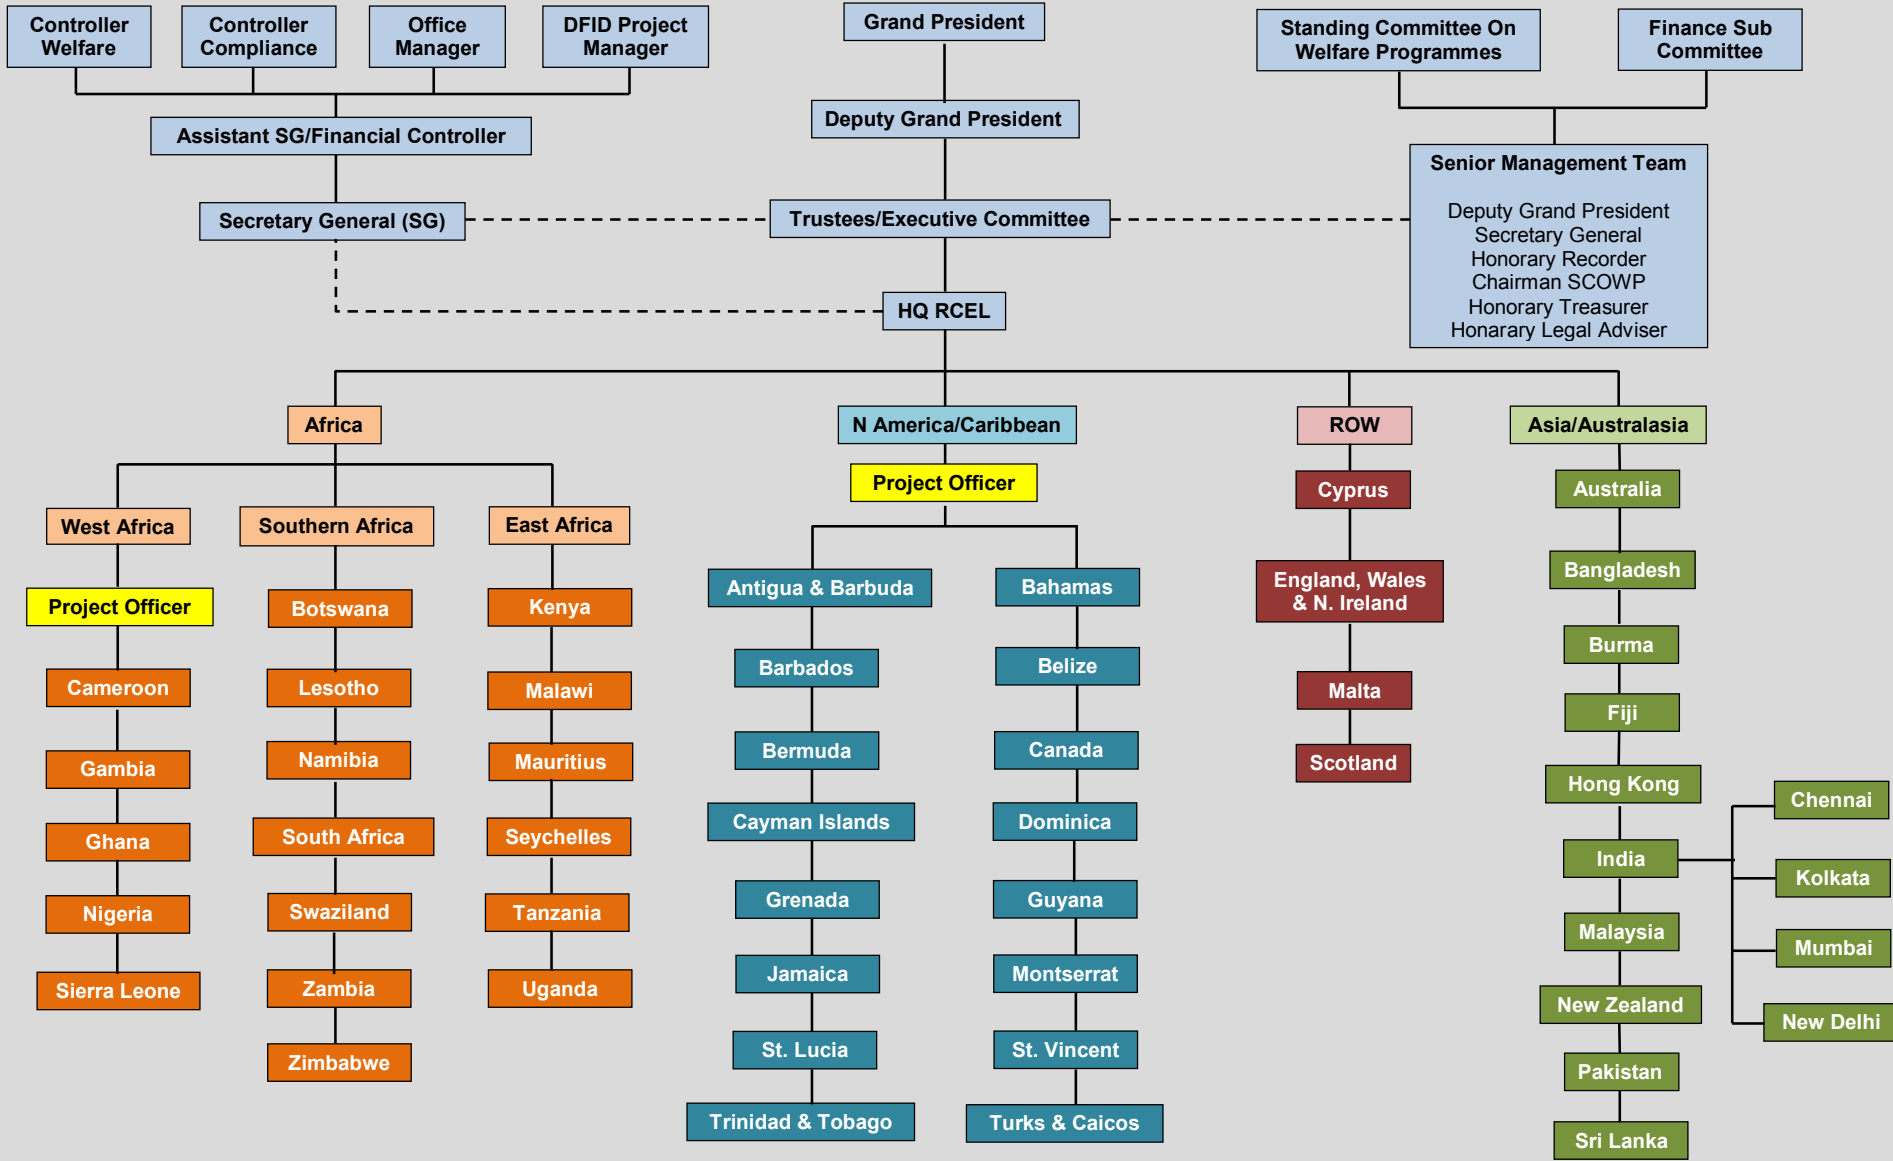 Controller
Welfare
Controller
Compliance
Office
Manager
DFID Project
Manager
Grand President
Standing Committee On
Welfare Programmes
Finance Sub
Committee
Assistant SG/Financial Controller
Deputy Grand President
Secretary General (SG)
Trustees/Executive Committee
Senior Management Team
Deputy Grand President
Secretary General
Honorary Recorder
Chairman SCOWP
Honorary Treasurer
Honarary Legal Adviser
HQ RCEL
Africa
N America/Caribbean
ROW
Asia/Australasia
West Africa
Southern Africa
East Africa
Project Officer
Cameroon
Gambia
Ghana
Nigeria
Sierra Leone
Botswana
Lesotho
Namibia
South Africa
Swaziland
Zambia
Zimbabwe
Kenya
Malawi
Mauritius
Seychelles
Tanzania
Uganda
Project Officer
Antigua & Barbuda
Barbados
Bermuda
Cayman Islands
Grenada
Jamaica
St. Lucia
Trinidad & Tobago
Bahamas
Belize
Canada
Dominica
Guyana
Montserrat
St. Vincent
Turks & Caicos
Cyprus
England, Wales
& N. Ireland
Malta
Scotland
Australia
Bangladesh
Burma
Fiji
Hong Kong
India
Malaysia
New Zealand
Pakistan
Sri Lanka
Chennai
Kolkata
Mumbai
New Delhi